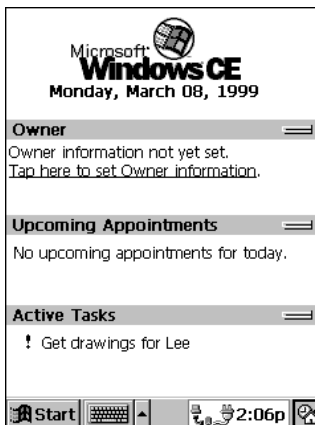 Microsoft
Windows CE
Monday, March 08, 1999
Owner
Owner information not yet set.
Tap here to set Owner information.
Upcoming Appointments
No upcoming appointments for today.
Active Tasks
! Get drawings for Lee
Start 2:06p